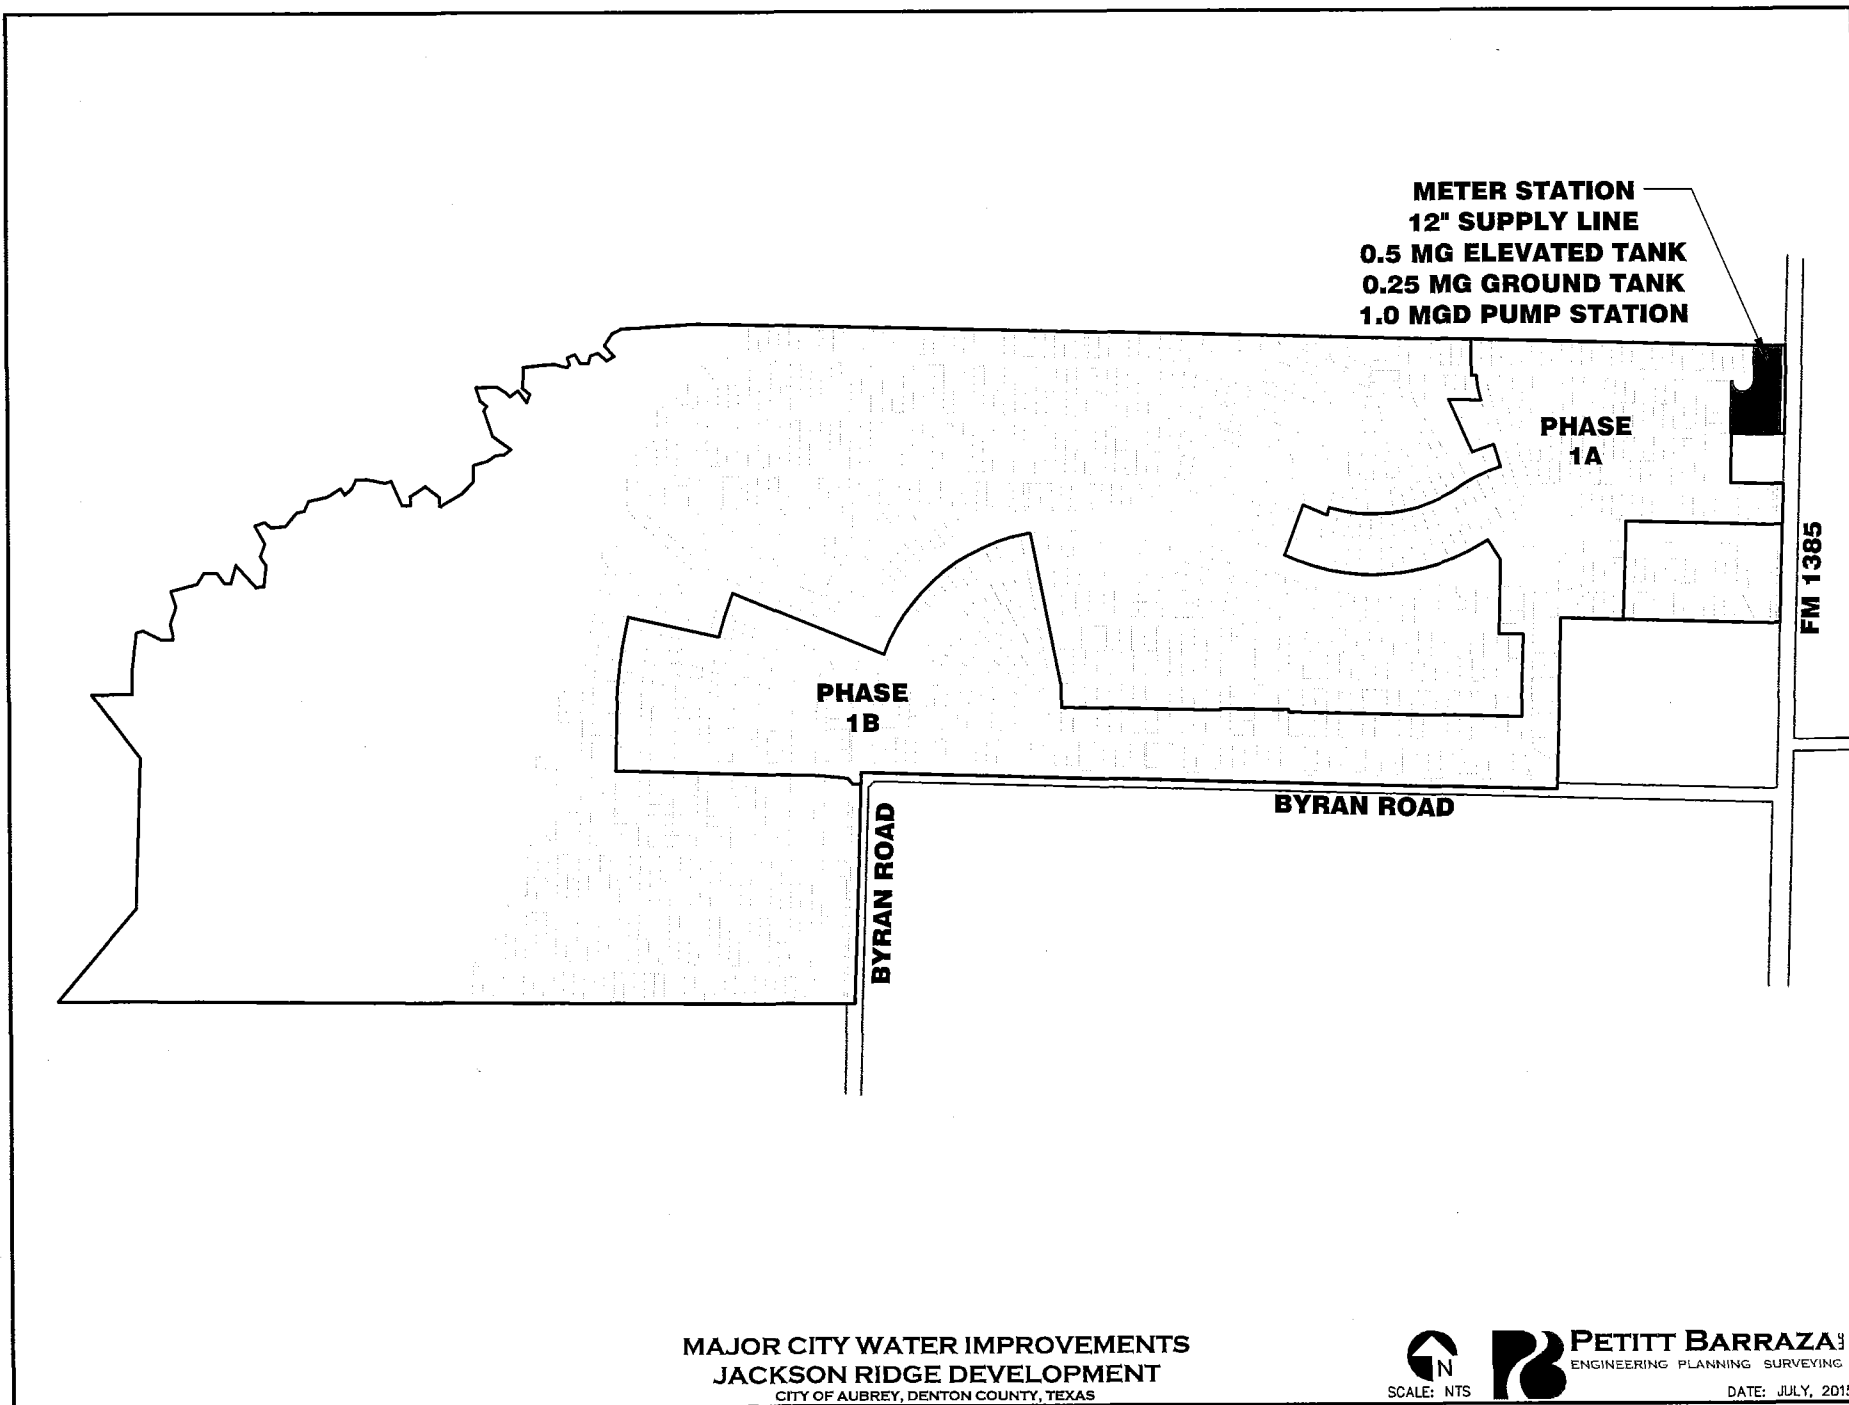 METER STATION
12" SUPPLY LINE
0.5 MG ELEVATED TANK
0.25 MG GROUND TANK
1.0 MGD PUMP STATION
PHASE
1A
FM 1385
PHASE
1B
BYRAN ROAD
BYRAN ROAD
MAJOR CITY WATER IMPROVEMENTS
JACKSON RIDGE DEVELOPMENT
CITY OF AUBREY, DENTON COUNTY, TEXAS
N
SCALE: NTS
PETITT BARRAZA
ENGINEERING PLANNING SURVEYING
DATE: JULY, 2015